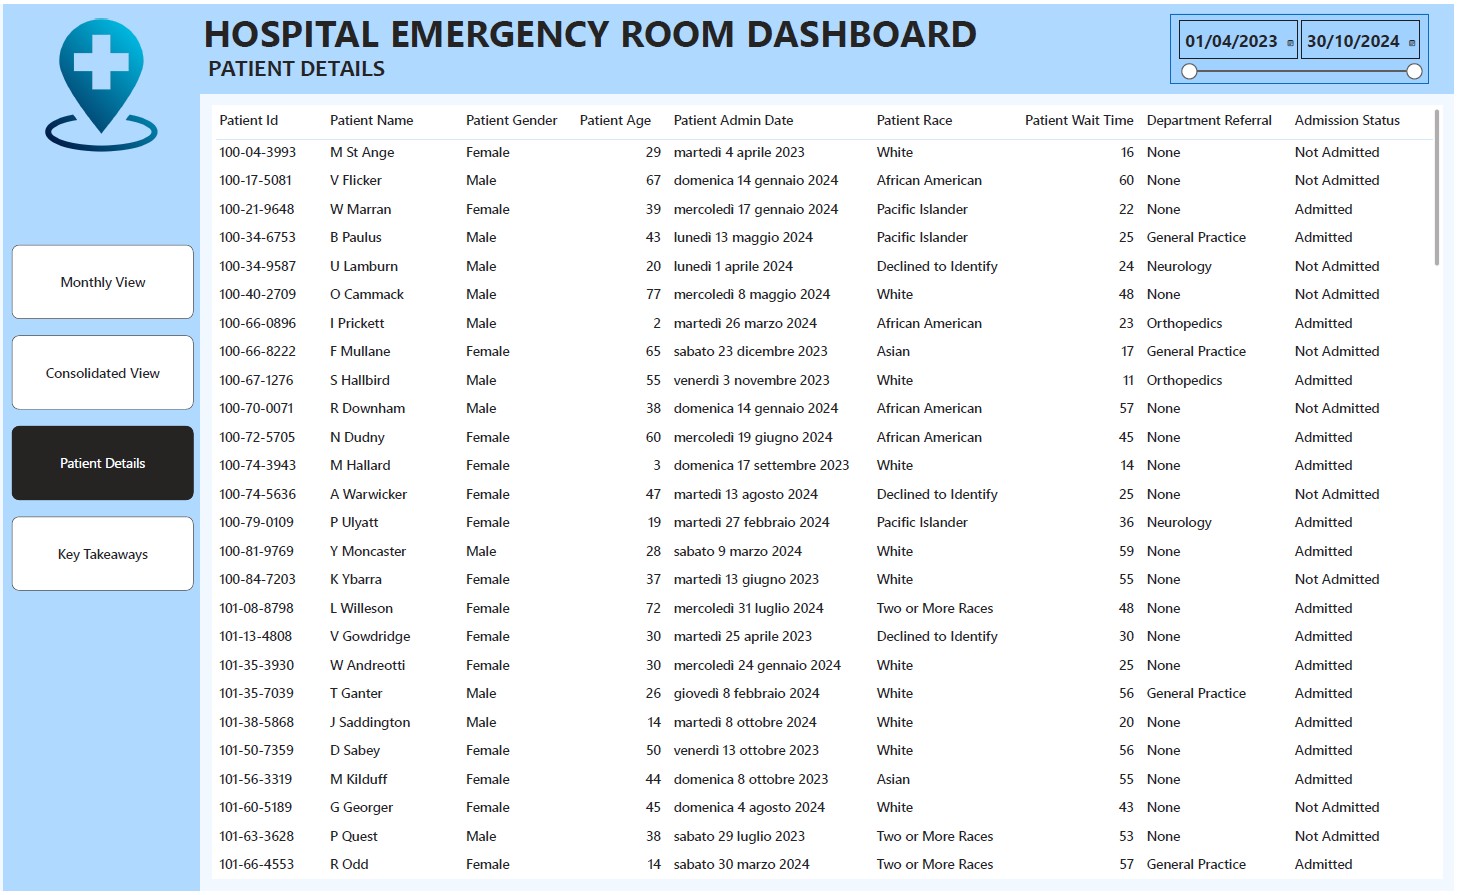 HOSPITAL EMERGENCY ROOM DASHBOARD
PATIENT DETAILS
01/04/2023 30/10/2024
Monthly View
Consolidated View
Patient Details
Key Takeaways
Patient Id Patient Name Patient Gender Patient Age Patient Admin Date Patient Race Patient Wait Time Department Referral Admission Status
100-04-3993 M St Ange Female 29 martedì 4 aprile 2023 White 16 None Not Admitted
100-17-5081 V Flicker Male 67 domenica 14 gennaio 2024 African American 60 None Not Admitted
100-21-9648 W Marran Female 39 mercoledì 17 gennaio 2024 Pacific Islander 22 None Admitted
100-34-6753 B Paulus Male 43 lunedì 13 maggio 2024 Pacific Islander 25 General Practice Admitted
100-34-9587 U Lamburn Male 20 lunedì 1 aprile 2024 Declined to Identify 24 Neurology Not Admitted
100-40-2709 O Cammack Male 77 mercoledì 8 maggio 2024 White 48 None Not Admitted
100-66-0896 I Prickett Male 2 martedì 26 marzo 2024 African American 23 Orthopedics Admitted
100-66-8222 F Mullane Female 65 sabato 23 dicembre 2023 Asian 17 General Practice Not Admitted
100-67-1276 S Hallbird Male 55 venerdì 3 novembre 2023 White 11 Orthopedics Admitted
100-70-0071 R Downham Male 38 domenica 14 gennaio 2024 African American 57 None Not Admitted
100-72-5705 N Dudny Female 60 mercoledì 19 giugno 2024 African American 45 None Admitted
100-74-3943 M Hallard Female 3 domenica 17 settembre 2023 White 14 None Admitted
100-74-5636 A Warwicker Female 47 martedì 13 agosto 2024 Declined to Identify 25 None Not Admitted
100-79-0109 P Ulyatt Female 19 martedì 27 febbraio 2024 Pacific Islander 36 Neurology Admitted
100-81-9769 Y Moncaster Male 28 sabato 9 marzo 2024 White 59 None Admitted
100-84-7203 K Ybarra Female 37 martedì 13 giugno 2023 White 55 None Not Admitted
101-08-8798 L Willeson Female 72 mercoledì 31 luglio 2024 Two or More Races 48 None Admitted
101-13-4808 V Gowdridge Female 30 martedì 25 aprile 2023 Declined to Identify 30 None Admitted
101-35-3930 W Andreotti Female 30 mercoledì 24 gennaio 2024 White 25 None Admitted
101-35-7039 T Ganter Male 26 giovedì 8 febbraio 2024 White 56 General Practice Admitted
101-38-5868 J Saddington Male 14 martedì 8 ottobre 2024 White 20 None Admitted
101-50-7359 D Sabey Female 50 venerdì 13 ottobre 2023 White 56 None Admitted
101-56-3319 M Kilduff Female 44 domenica 8 ottobre 2023 Asian 55 None Admitted
101-60-5189 G Georger Female 45 domenica 4 agosto 2024 White 43 None Not Admitted
101-63-3628 P Quest Male 38 sabato 29 luglio 2023 Two or More Races 53 None Not Admitted
101-66-4553 R Odd Female 14 sabato 30 marzo 2024 Two or More Races 57 General Practice Admitted